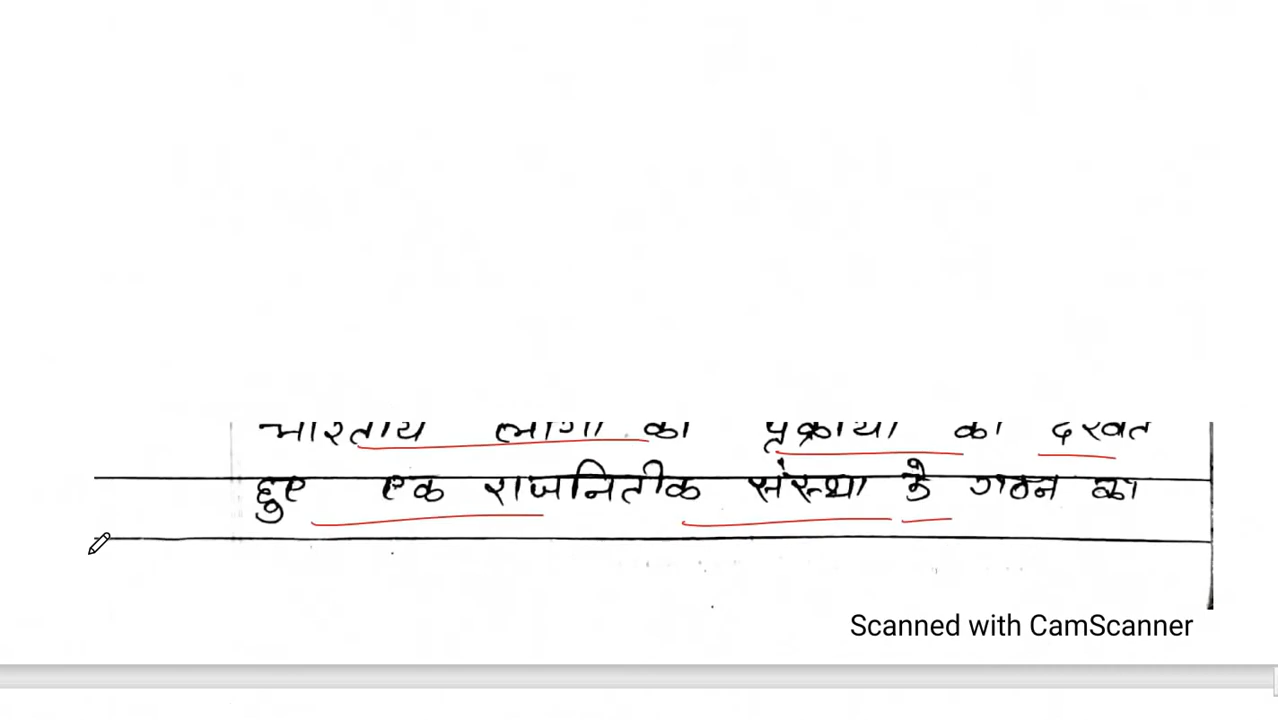 भारतीय लोगों की प्रक्रीया को देखते
हुए एक राजनितीक संस्था के गठन का
Scanned with CamScanner